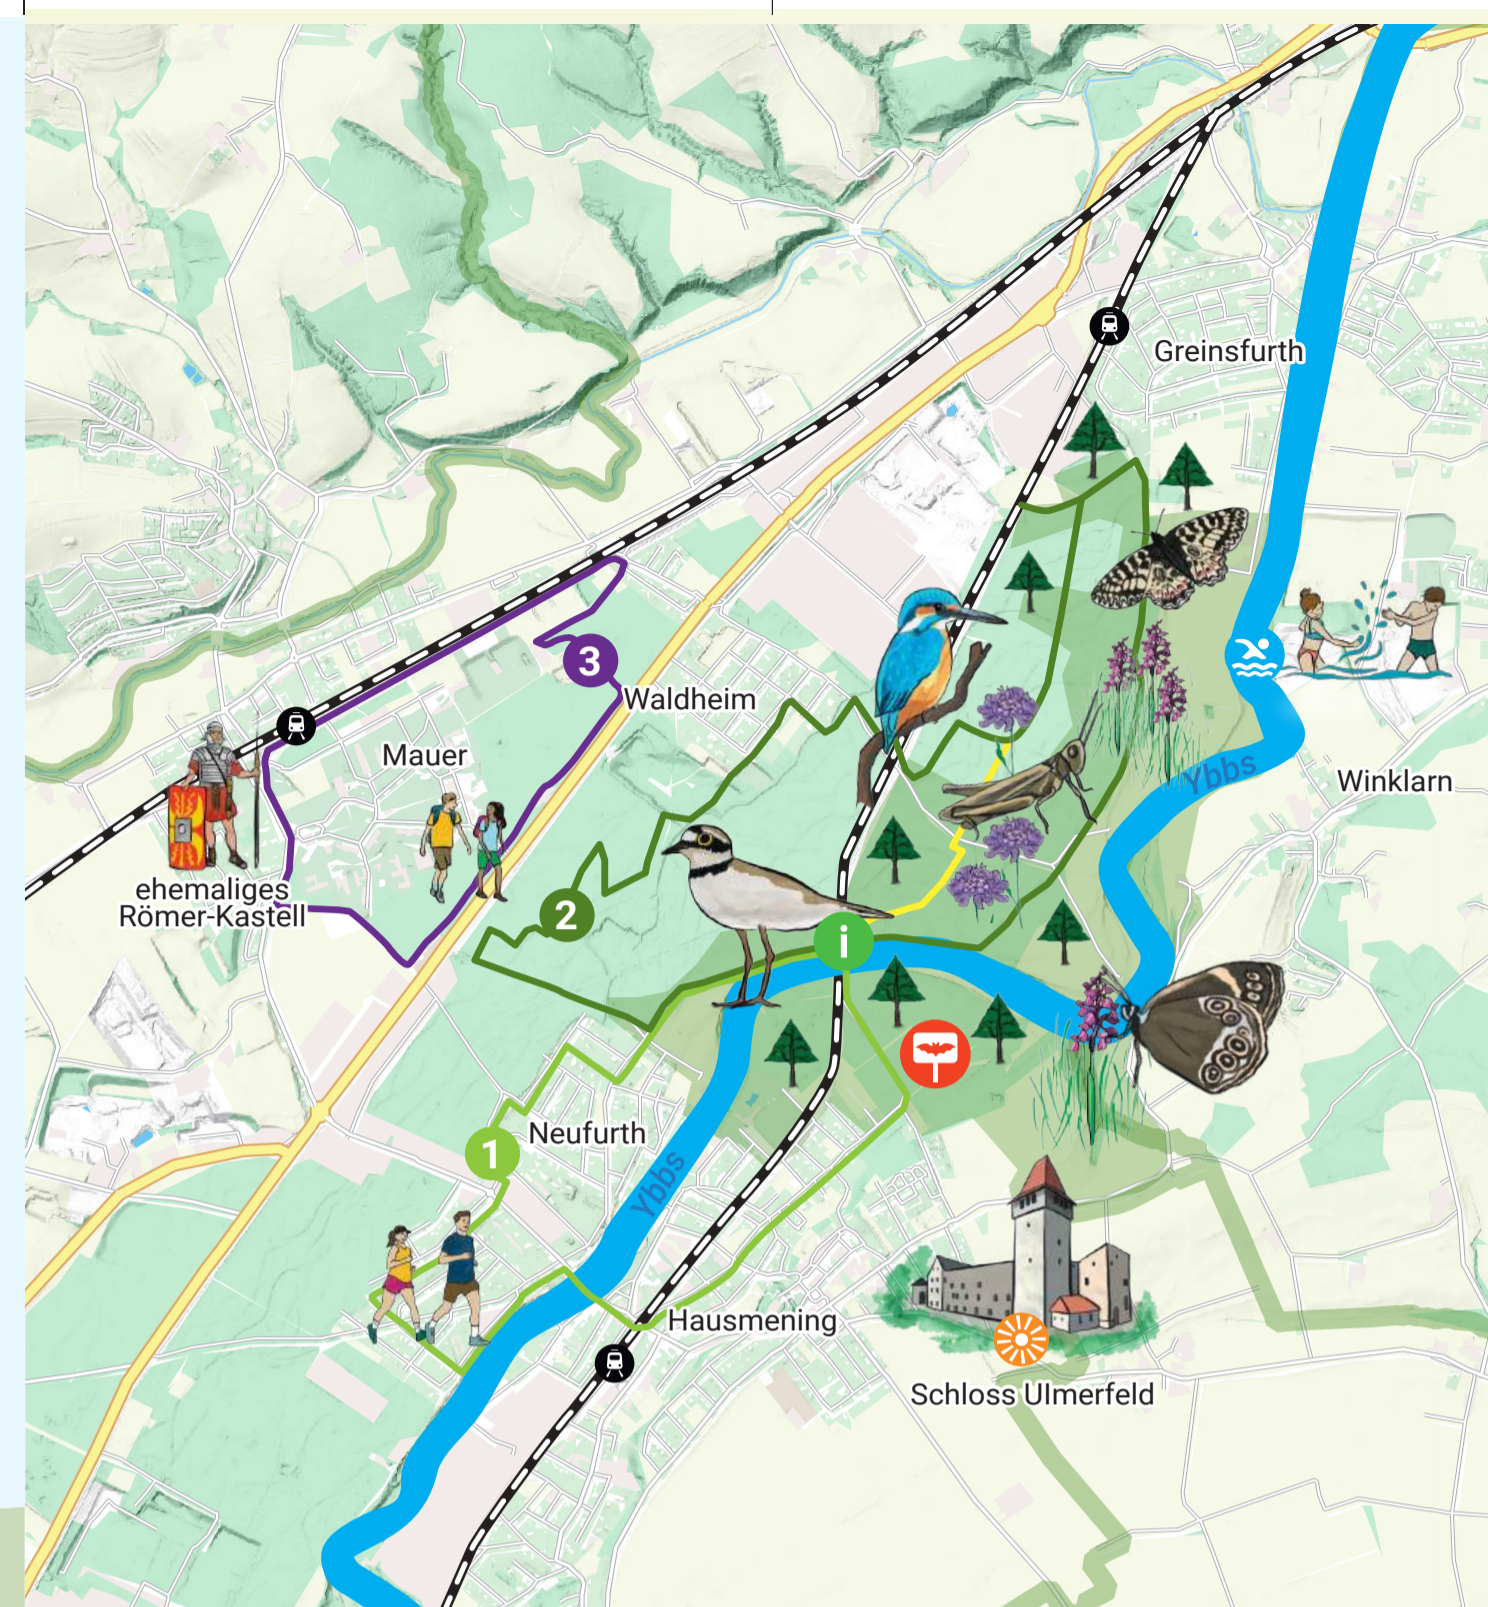 Greinsfurth
3
Waldheim
Mauer
Ybbs
Winklarn
ehemaliges
Römer-Kastell
2
i
1
Neufurth
Ybbs
Hausmening
Schloss Ulmerfeld